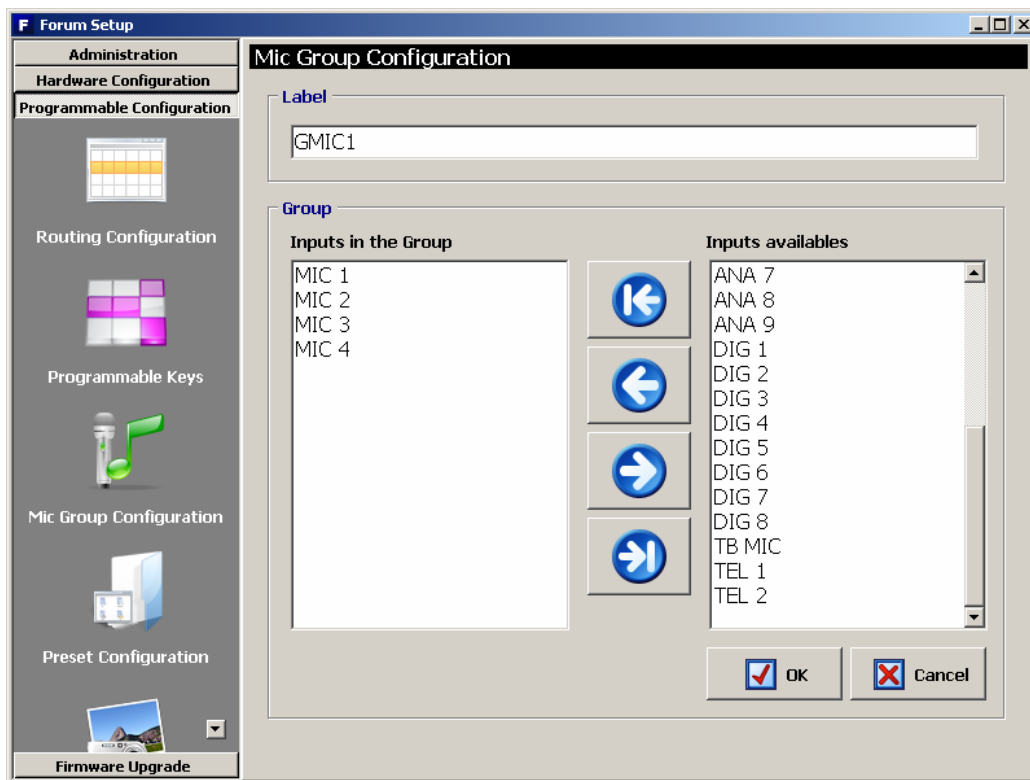 F Forum Setup
Administration
Hardware Configuration
Programmable Configuration
Routing Configuration
Programmable Keys
Mic Group Configuration
Preset Configuration
Firmware Upgrade
Mic Group Configuration
Label
GMIC1
Group
Inputs in the Group
MIC 1
MIC 2
MIC 3
MIC 4
Inputs availables
ANA 7
ANA 8
ANA 9
DIG 1
DIG 2
DIG 3
DIG 4
DIG 5
DIG 6
DIG 7
DIG 8
TB MIC
TEL 1
TEL 2
OK
Cancel